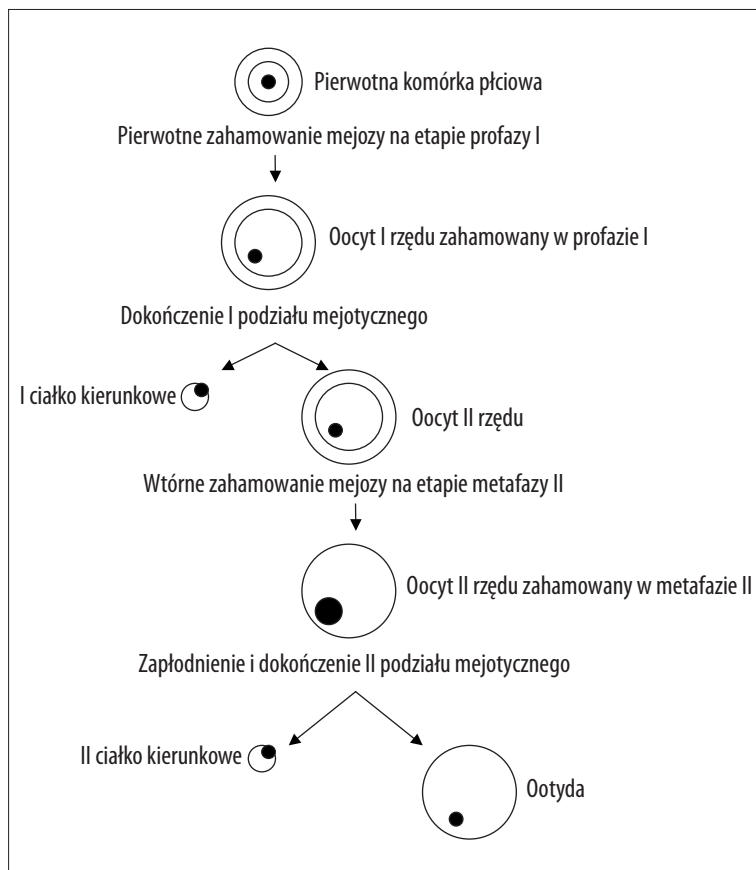 Pierwotna komórka płciowa
Pierwotne zahamowanie mejozy na etapie profazy I
Oocyt I rzędu zahamowany w profazie I
Dokończenie I podziału mejotycznego
I ciałko kierunkowe
Oocyt II rzędu
Wtórne zahamowanie mejozy na etapie metafazy II
Oocyt II rzędu zahamowany w metafazie II
Zapłodnienie i dokończenie II podziału mejotycznego
II ciałko kierunkowe
Ootyda